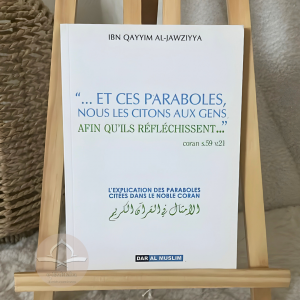 IBN QAYYIM AL-JAWZIYYA
“... ET CES PARABOLES,
NOUS LES CITONS AUX GENS
AFIN QU'ILS RÉFLÉCHISSENT...”
coran s.59 v.21
L'EXPLICATION DES PARABOLES
CITÉES DANS LE NOBLE CORAN
الأمثال في القرآن الكريم
DAR AL MUSLIM